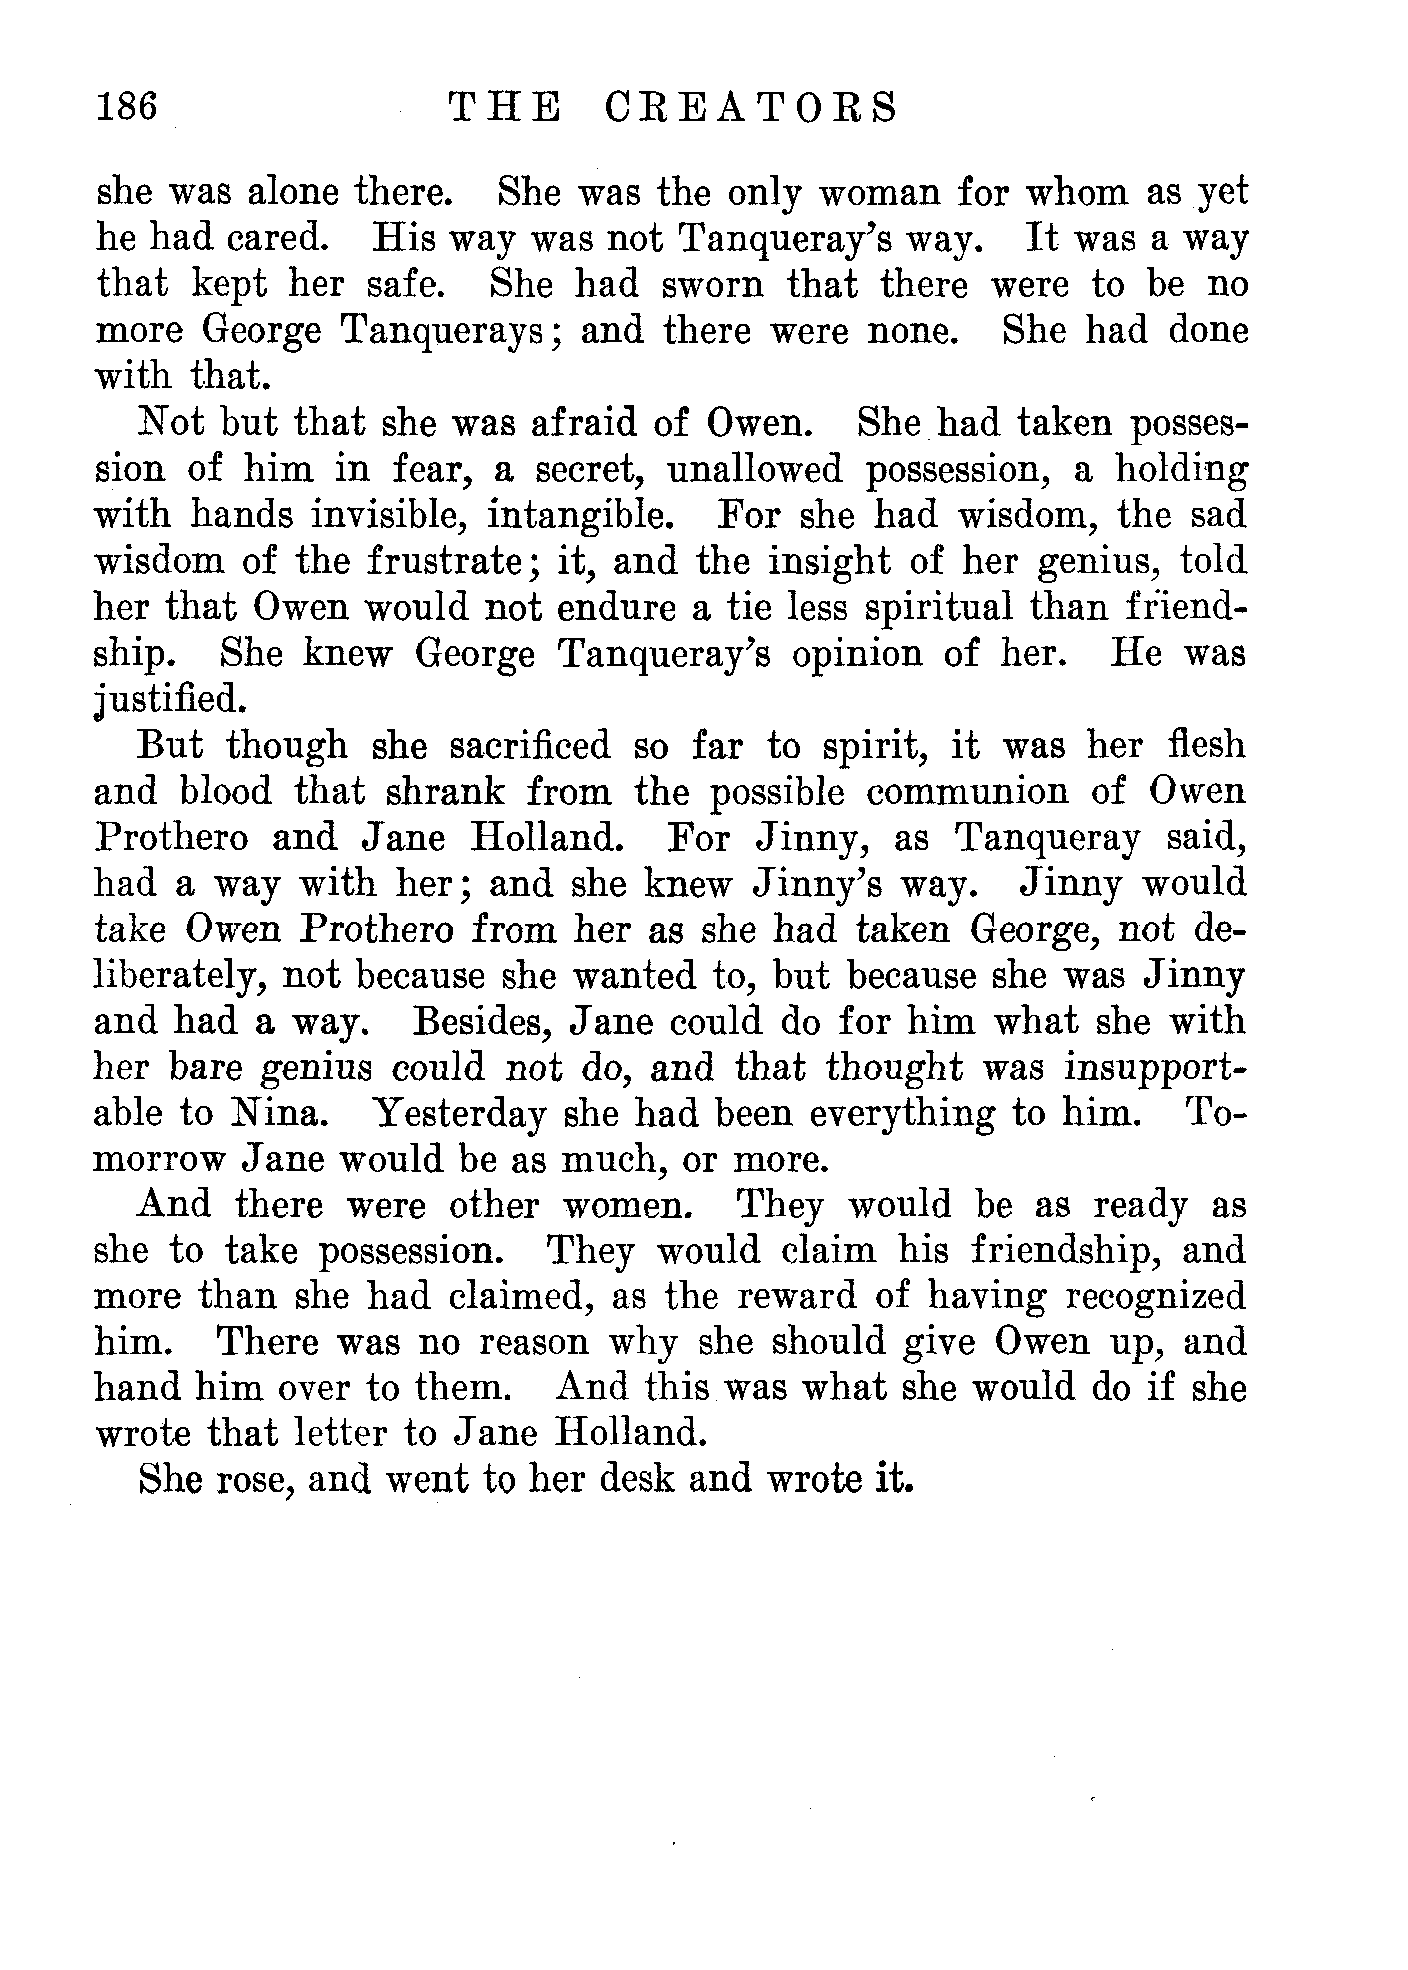 186 THE CREATORS
she was alone there. She was the only woman for whom as yet
he had cared. His way was not Tanqueray's way. It was a way
that kept her safe. She had sworn that there were to be no
more George Tanquerays; and there were none. She had done
with that.
Not but that she was afraid of Owen. She had taken posses-
sion of him in fear, a secret, unallowed possession, a holding
with hands invisible, intangible. For she had wisdom, the sad
wisdom of the frustrate; it, and the insight of her genius, told
her that Owen would not endure a tie less spiritual than friend-
ship. She knew George Tanqueray's opinion of her. He was
justified.
But though she sacrificed so far to spirit, it was her flesh
and blood that shrank from the possible communion of Owen
Prothero and Jane Holland. For Jinny, as Tanqueray said,
had a way with her; and she knew Jinny's way. Jinny would
take Owen Prothero from her as she had taken George, not de-
liberately, not because she wanted to, but because she was Jinny
and had a way. Besides, Jane could do for him what she with
her bare genius could not do, and that thought was insupport-
able to Nina. Yesterday she had been everything to him. To-
morrow Jane would be as much, or more.
And there were other women. They would be as ready as
she to take possession. They would claim his friendship, and
more than she had claimed, as the reward of having recognized
him. There was no reason why she should give Owen up, and
hand him over to them. And this was what she would do if she
wrote that letter to Jane Holland.
She rose, and went to her desk and wrote it.